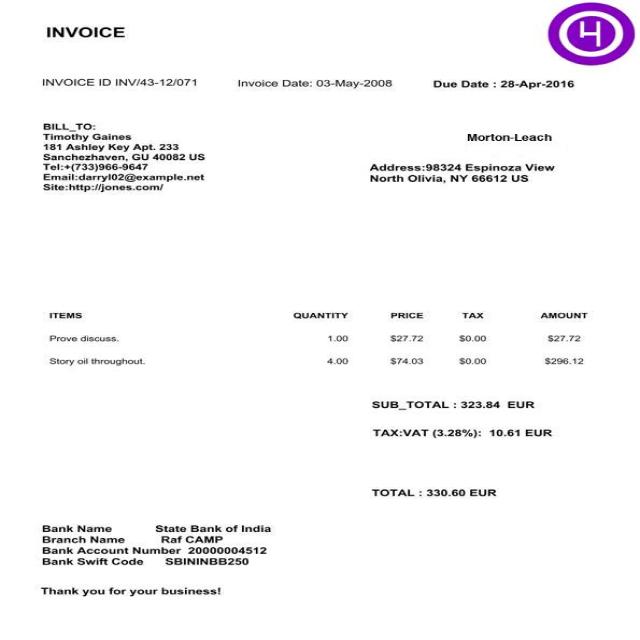 INVOICE
INVOICE ID INV/43-12/071 Invoice Date: 03-May-2008 Due Date : 28-Apr-2016
BILL_TO:
Timothy Gaines
181 Ashley Key Apt. 233
Sanchezhaven, GU 40082 US
Tel:+(733)966-9647
Email:darryl02@example.net
Site:http://jones.com/
Morton-Leach
Address:98324 Espinoza View
North Olivia, NY 66612 US
ITEMS QUANTITY PRICE TAX AMOUNT
Prove discuss. 1.00 $27.72 $0.00 $27.72
Story oil throughout. 4.00 $74.03 $0.00 $296.12
SUB_TOTAL : 323.84 EUR
TAX:VAT (3.28%): 10.61 EUR
TOTAL : 330.60 EUR
Bank Name State Bank of India
Branch Name Raf CAMP
Bank Account Number 20000004512
Bank Swift Code SBININBB250
Thank you for your business!